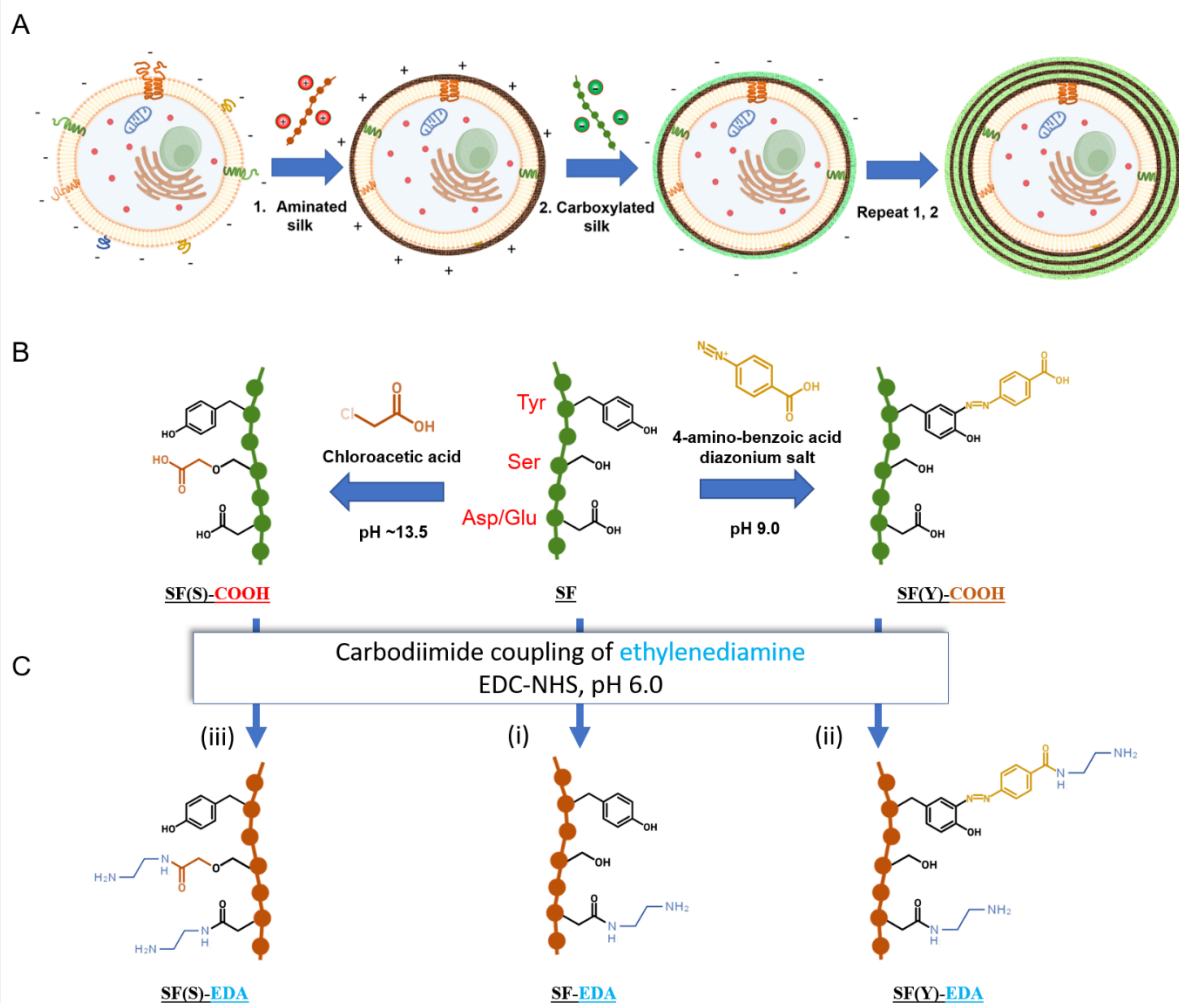 A
1. Aminated
silk
2. Carboxylated
silk
Repeat 1, 2
B
Chloroacetic acid
pH ~13.5
Tyr
Ser
Asp/Glu
4-amino-benzoic acid
diazonium salt
pH 9.0
SF(S)-COOH
SF
SF(Y)-COOH
Carbodiimide coupling of ethylenediamine
EDC-NHS, pH 6.0
C
(iii)
(i)
(ii)
SF(S)-EDA
SF-EDA
SF(Y)-EDA